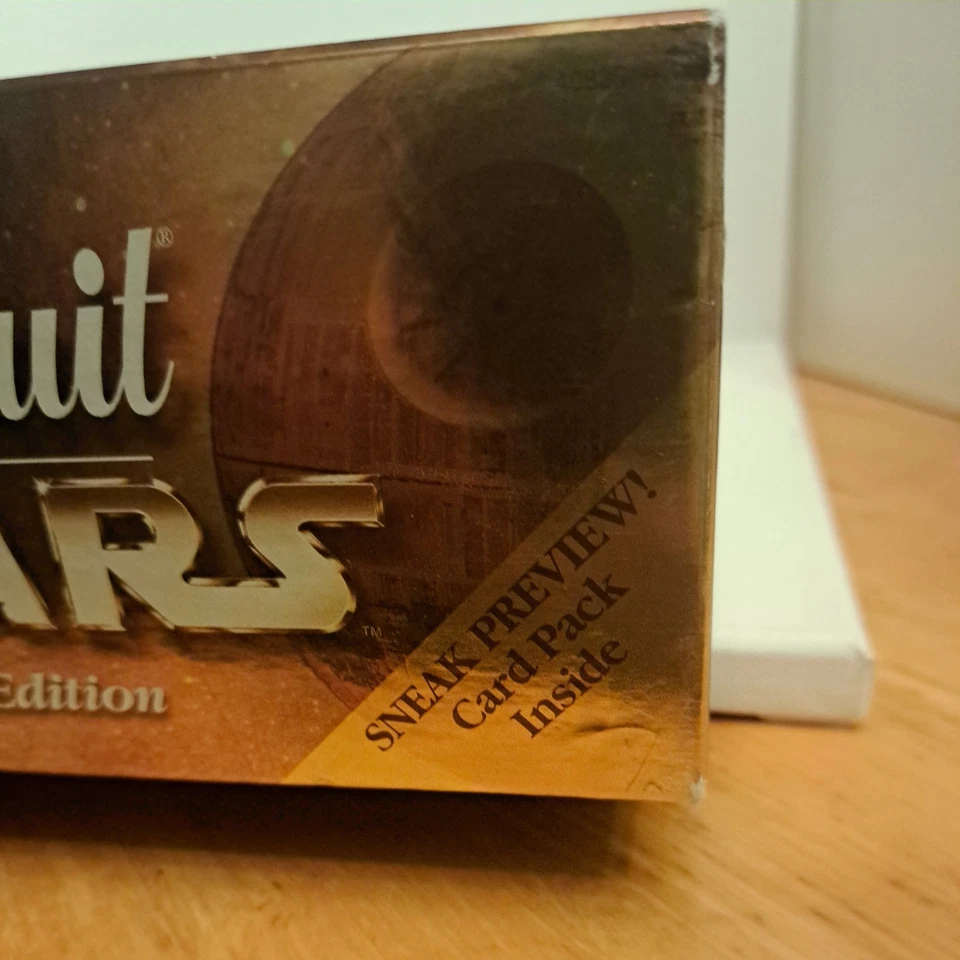 uit®
ARS
TM
Edition
SNEAK PREVIEW!
Card Pack
Inside